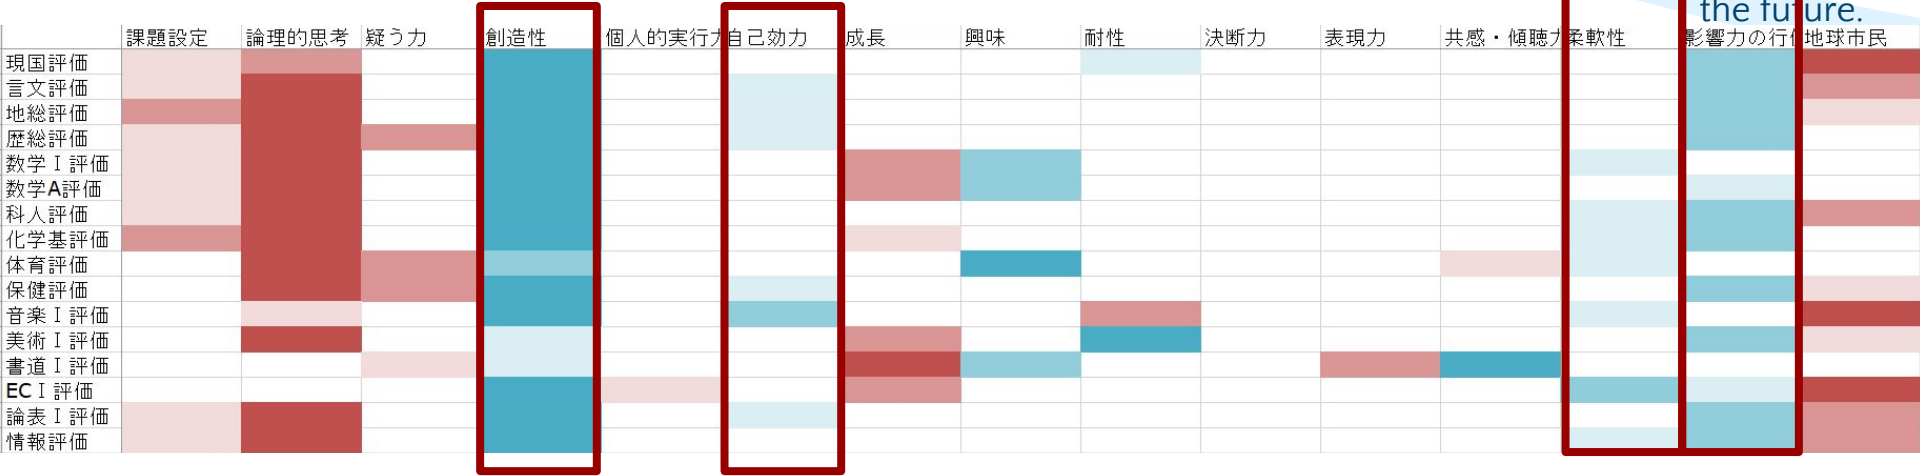 the future.
課題設定 論理的思考 疑う力 創造性 個人的実行力 自己効力 成長 興味 耐性 決断力 表現力 共感・傾聴力 柔軟性 影響力の行使 地球市民
現国評価
言文評価
地総評価
歴総評価
数学Ⅰ評価
数学A評価
科人評価
化学基評価
体育評価
保健評価
音楽Ⅰ評価
美術Ⅰ評価
書道Ⅰ評価
ECⅠ評価
論表Ⅰ評価
情報評価